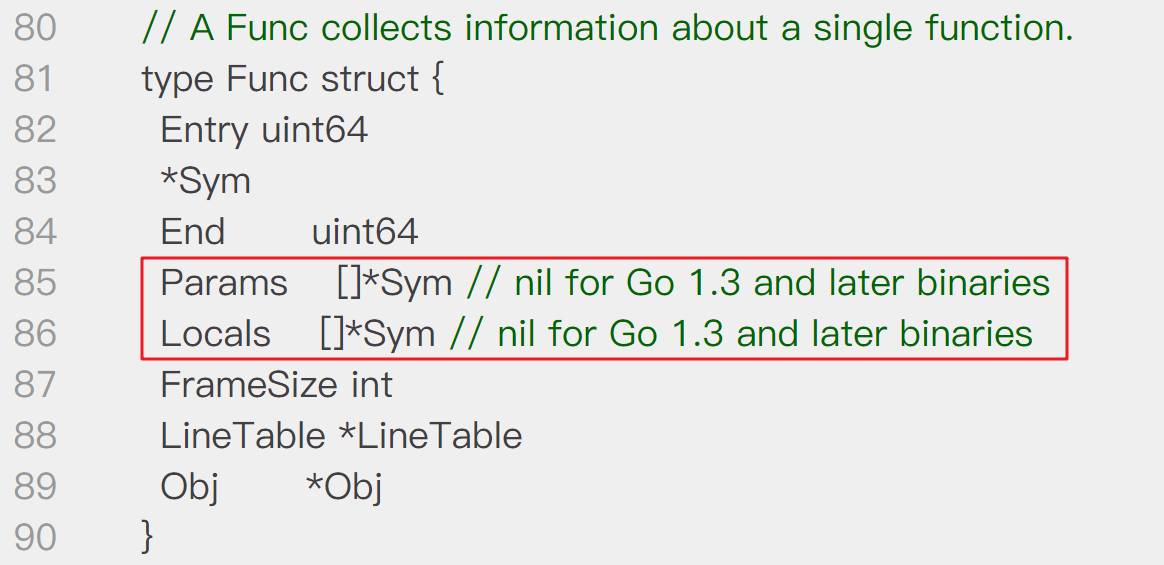 80 // A Func collects information about a single function.
81 type Func struct {
82 Entry uint64
83 *Sym
84 End uint64
85 Params []*Sym // nil for Go 1.3 and later binaries
86 Locals []*Sym // nil for Go 1.3 and later binaries
87 FrameSize int
88 LineTable *LineTable
89 Obj *Obj
90 }